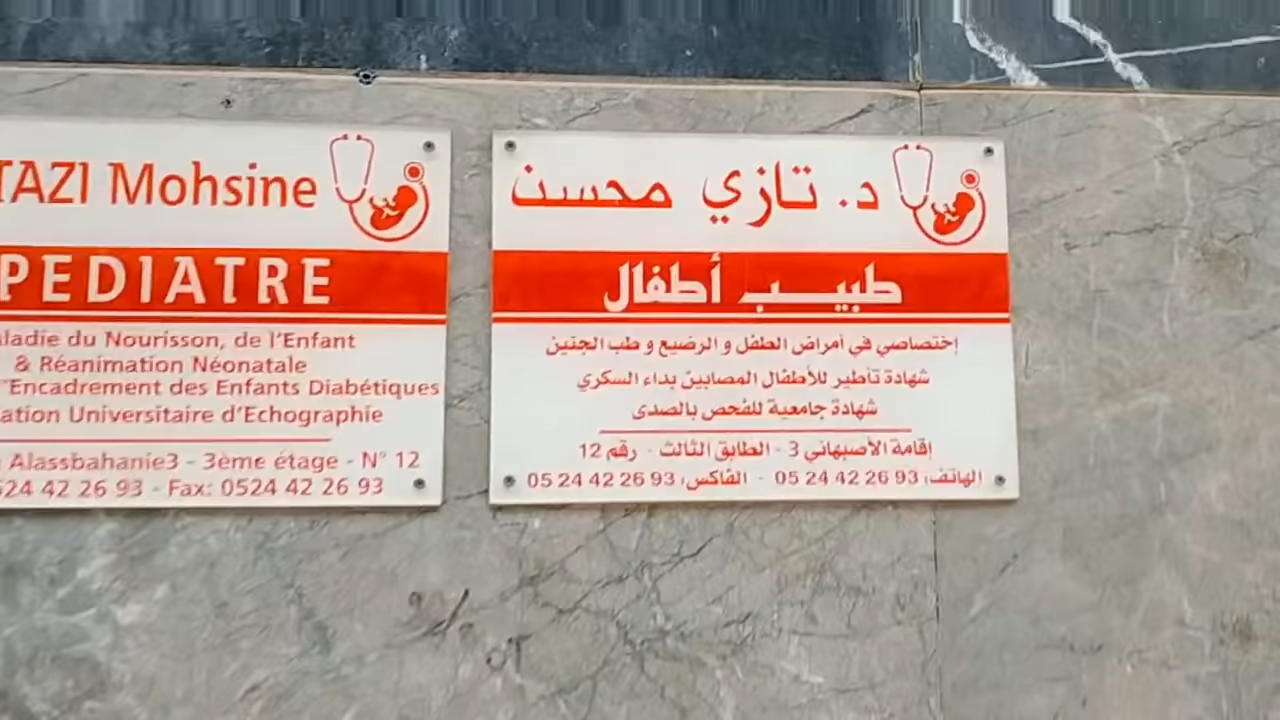 TAZI Mohsine
PEDIATRE
du Nourisson, de l'Enfant
& Réanimation Néonatale
Encadrement des Enfants Diabétiques
Universitaire d'Echographie
Alassbahanie3 - 3ème étage - N° 12
524 42 26 93 - Fax: 0524 42 26 93
د. تازي محسن
طبيب أطفال
إختصاصي في أمراض الطفل و الرضيع و طب الجنين
شهادة تأطير للأطفال المصابين بداء السكري
شهادة جامعية للفحص بالصدى
إقامة الأصبهاني 3 - الطابق الثالث - رقم 12
الهاتف: 05 24 42 26 93 - الفاكس: 05 24 42 26 93